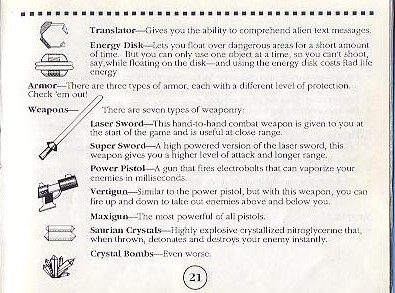 Translator—Gives you the ability to comprehend alien text messages.
Energy Disk—Lets you float over dangerous areas for a short amount
of time. But you can only use one object at a time, so you can't shoot,
say, while floating on the disk—and using the energy disk costs Rad life
energy
Armor—There are three types of armor, each with a different level of protection.
Check 'em out!
Weapons— There are seven types of weaponry:
Laser Sword—This hand-to-hand combat weapon is given to you at
the start of the game and is useful at close range.
Super Sword—A high powered version of the laser sword, this
weapon gives you a higher level of attack and longer range.
Power Pistol—A gun that fires electrobolts that can vaporize your
enemies in milliseconds.
Vertigun—Similar to the power pistol, but with this weapon, you can
fire up and down to take out enemies above and below you.
Maxigun—The most powerful of all pistols.
Saurian Crystals—Highly explosive crystallized nitroglycerine that,
when thrown, detonates and destroys your enemy instantly.
Crystal Bombs—Even worse.
21